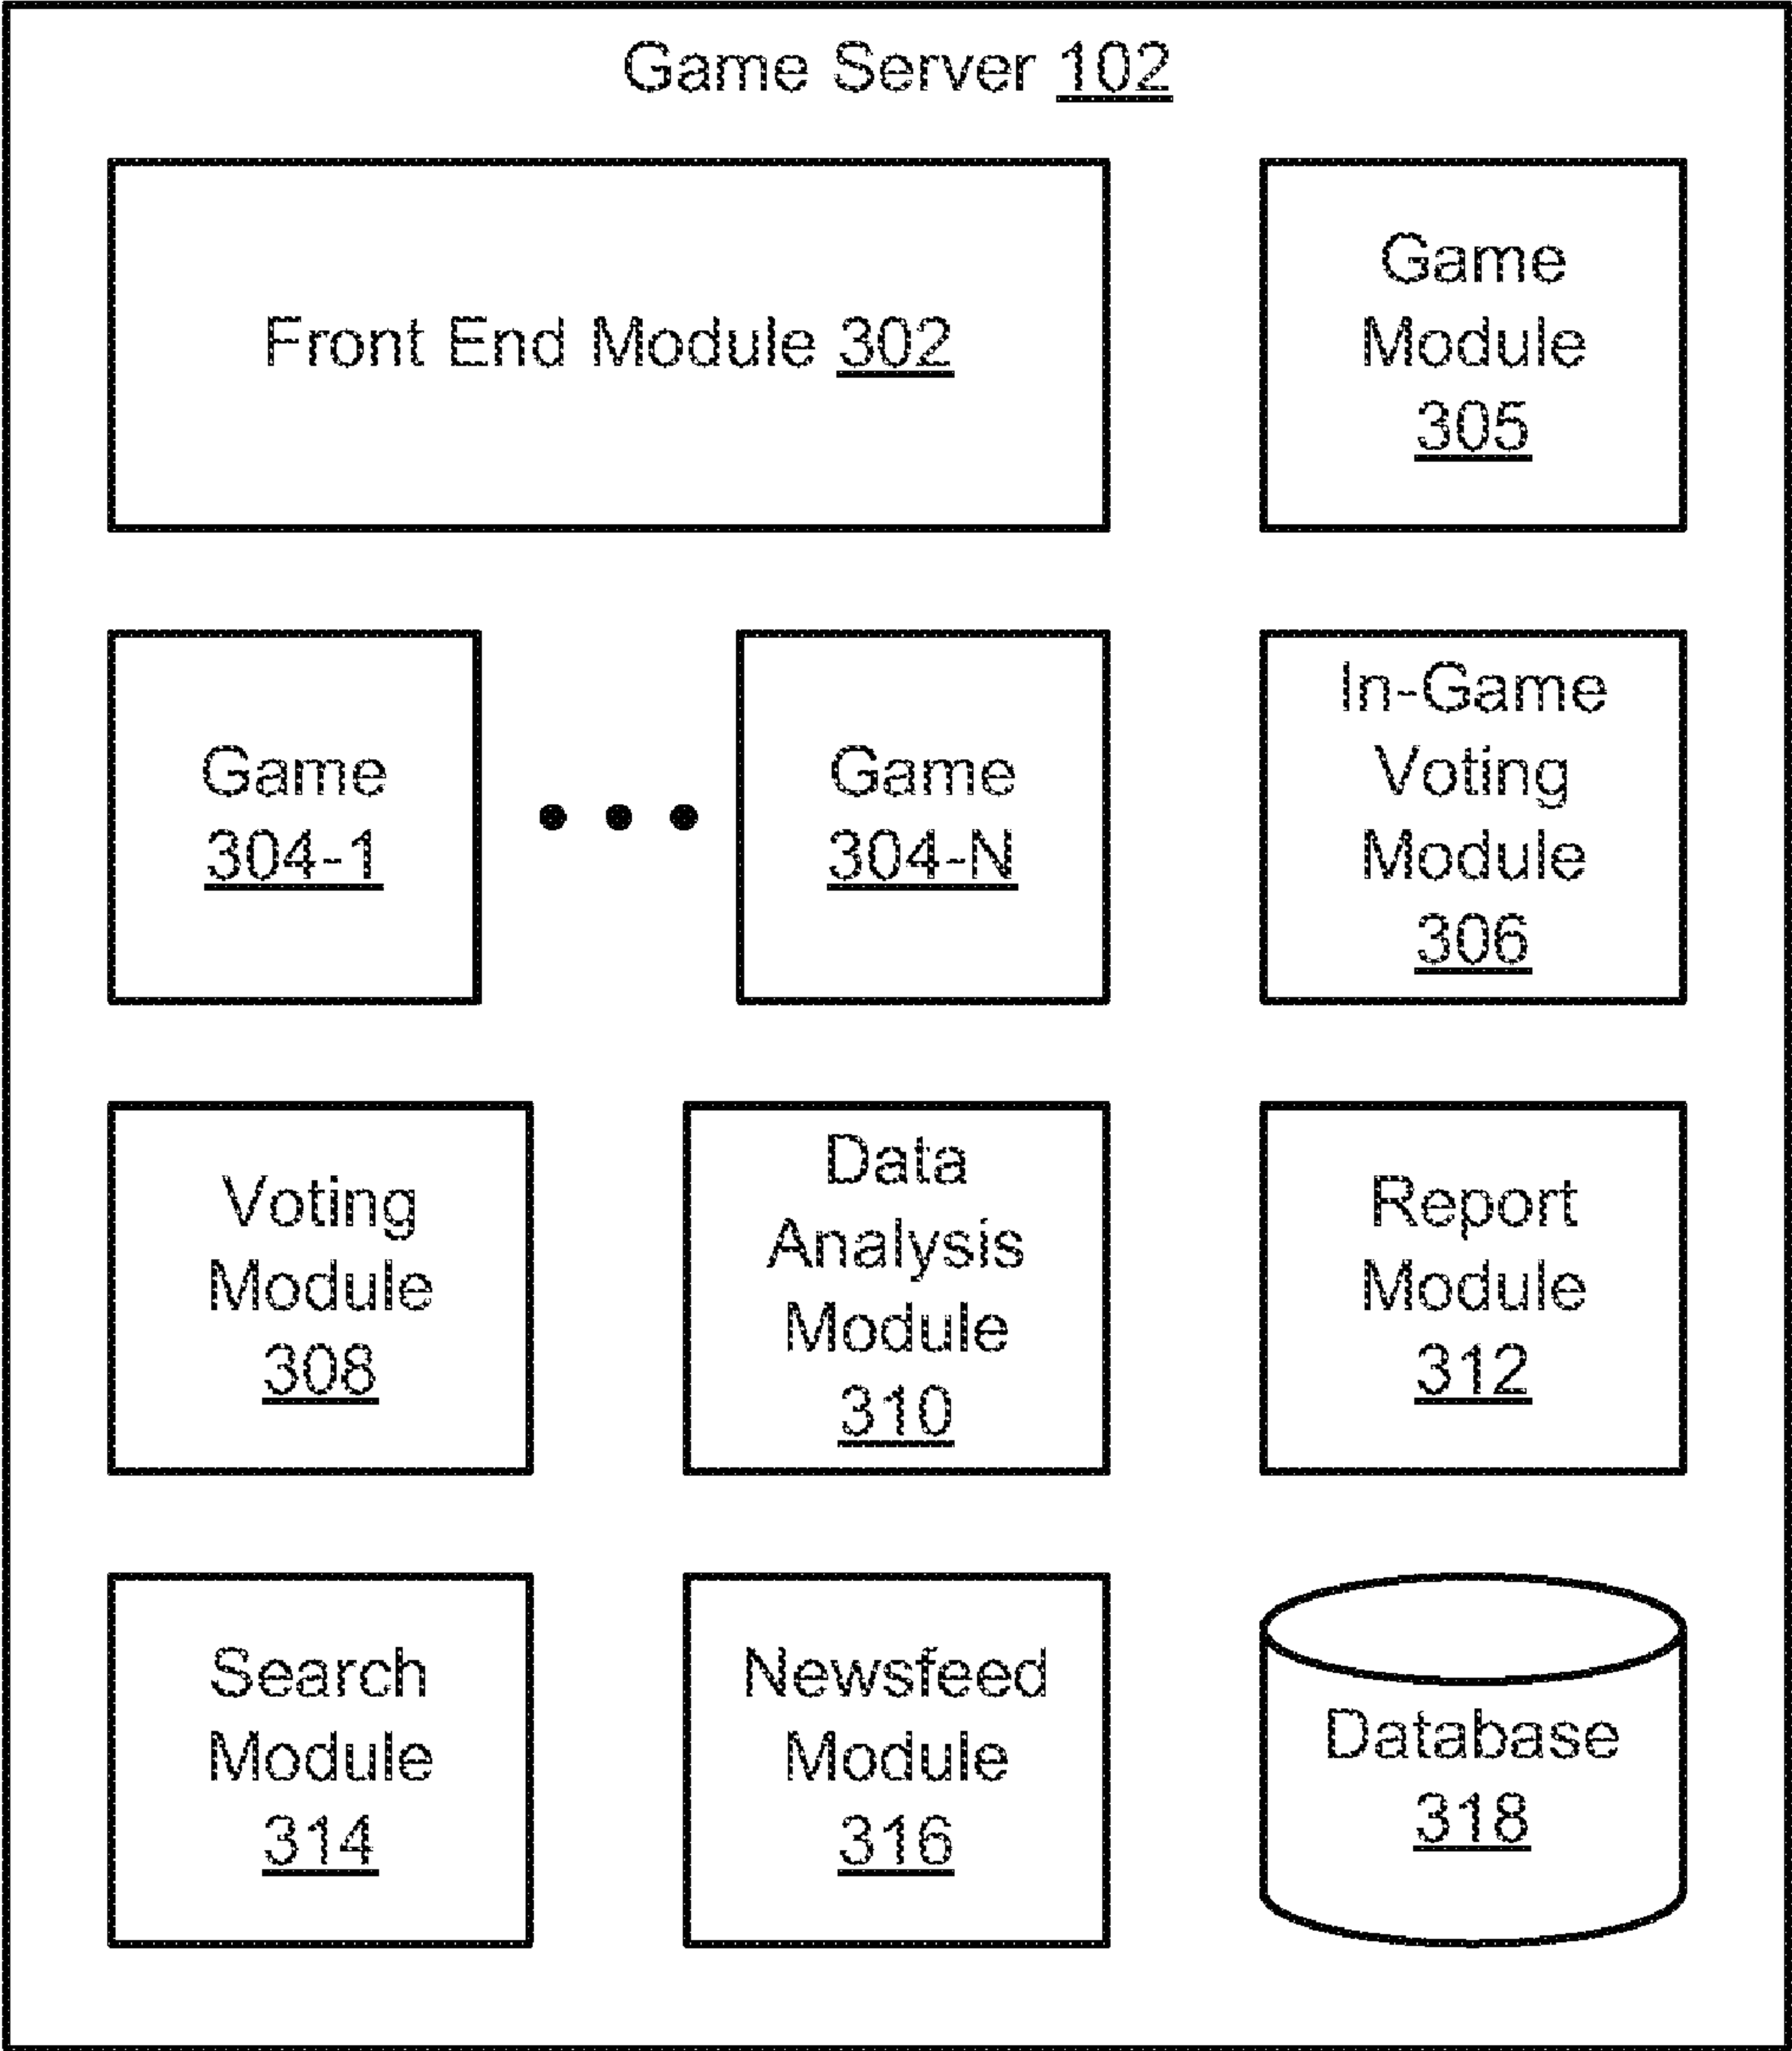 Game Server 102
Front End Module 302
Game
Module
305
Game
304-1
Game
304-N
In-Game
Voting
Module
306
Voting
Module
308
Data
Analysis
Module
310
Report
Module
312
Search
Module
314
Newsfeed
Module
316
Database
318